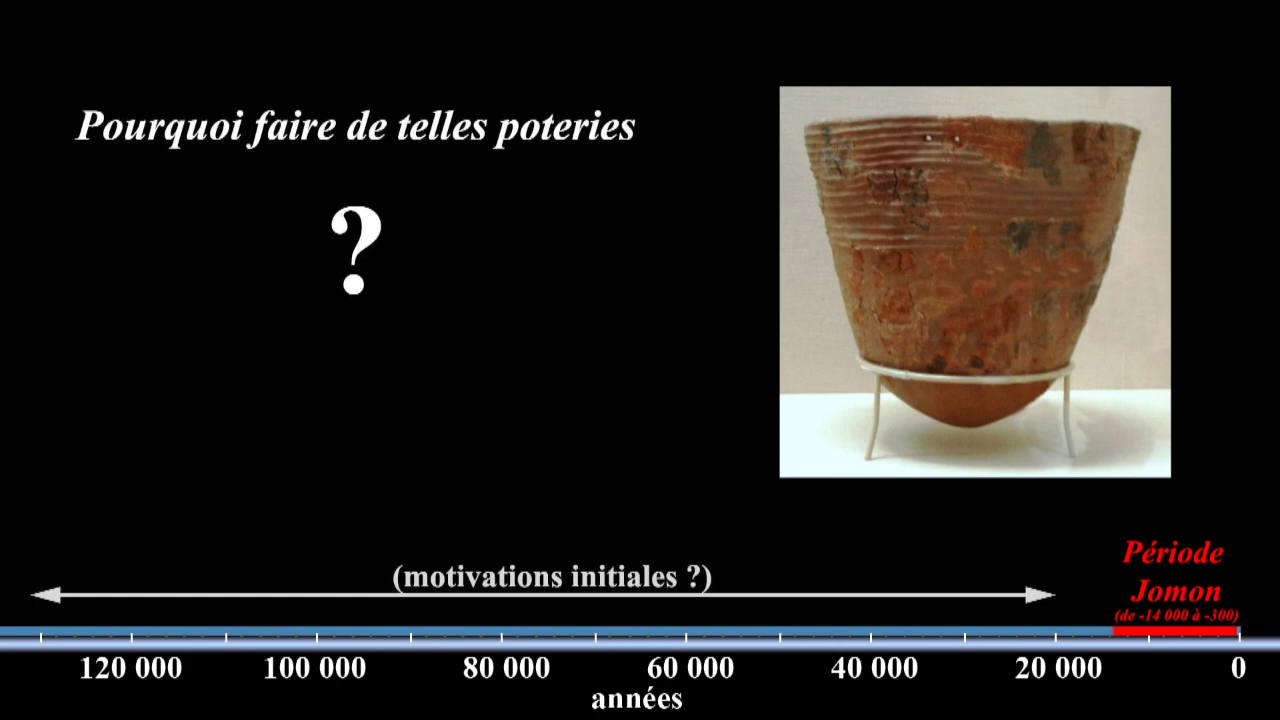 Pourquoi faire de telles poteries
?
(motivations initiales ?)
Période
Jomon
(de -14 000 à -300)
120 000 100 000 80 000 60 000 40 000 20 000 0
années